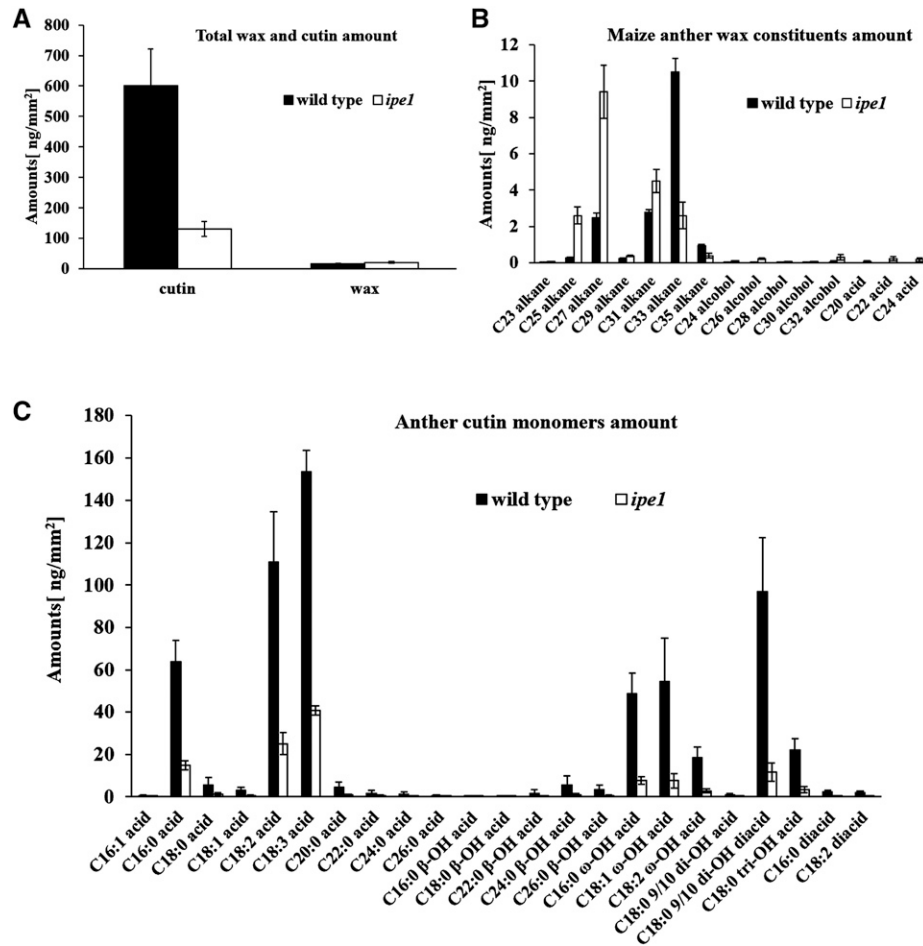 A
Total wax and cutin amount
wild type ipe1
Amounts[ ng/mm²]
800
700
600
500
400
300
200
100
0
cutin wax
B
Maize anther wax constituents amount
wild type ipe1
Amounts[ ng/mm²]
12
10
8
6
4
2
0
C23 alkane
C25 alkane
C27 alkane
C29 alkane
C31 alkane
C33 alkane
C35 alkane
C24 alcohol
C26 alcohol
C28 alcohol
C30 alcohol
C32 alcohol
C20 acid
C22 acid
C24 acid
C
Anther cutin monomers amount
wild type ipe1
Amounts[ ng/mm²]
180
160
140
120
100
80
60
40
20
0
C16:1 acid
C16:0 acid
C18:0 acid
C18:1 acid
C18:2 acid
C18:3 acid
C20:0 acid
C22:0 acid
C24:0 acid
C26:0 acid
C16:0 β-OH acid
C18:0 β-OH acid
C22:0 β-OH acid
C24:0 β-OH acid
C26:0 β-OH acid
C16:0 ω-OH acid
C18:1 ω-OH acid
C18:2 ω-OH acid
C18:0 9/10 di-OH acid
C18:0 9/10 di-OH diacid
C18:0 tri-OH acid
C16:0 diacid
C18:2 diacid